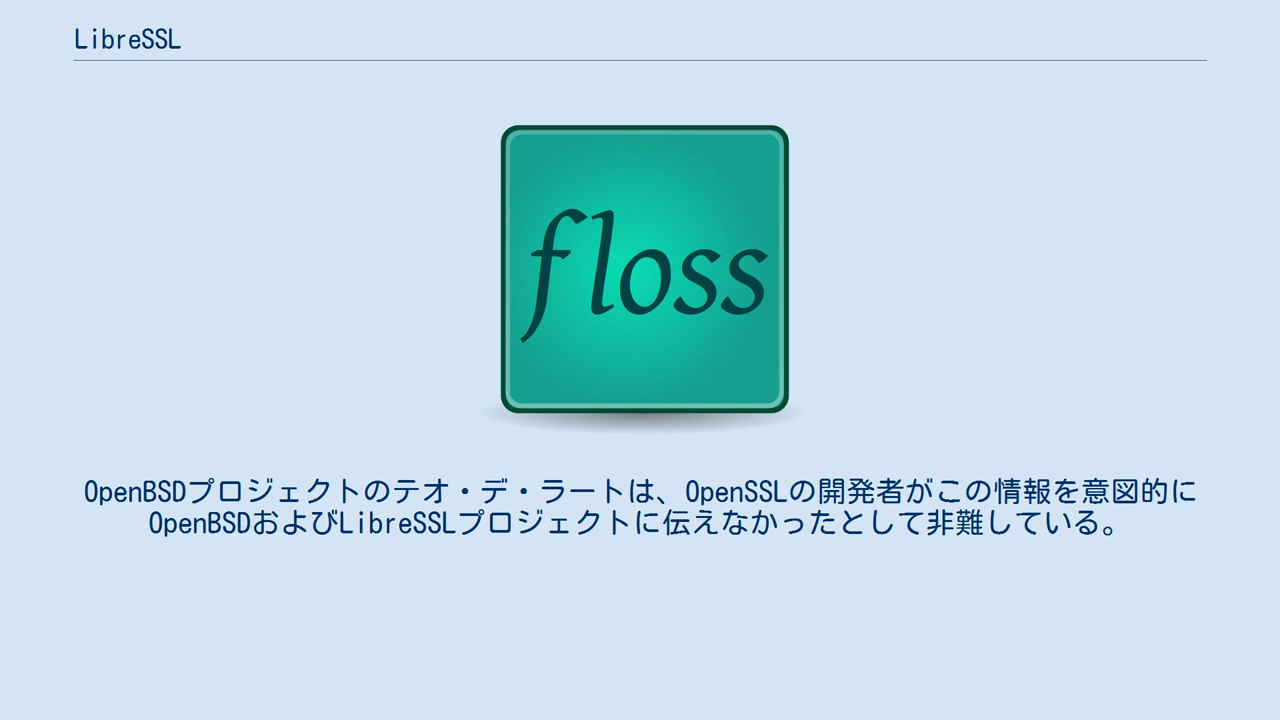 LibreSSL
floss
OpenBSDプロジェクトのテオ・デ・ラートは、OpenSSLの開発者がこの情報を意図的に
OpenBSDおよびLibreSSLプロジェクトに伝えなかったとして非難している。